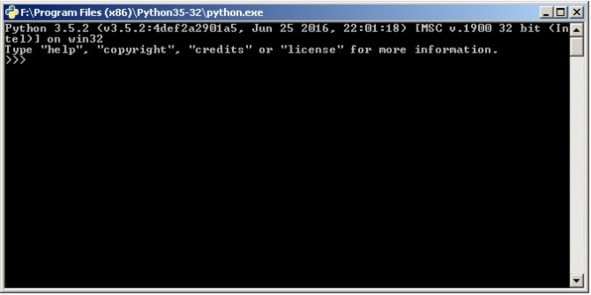 F:\Program Files (x86)\Python35-32\python.exe
Python 3.5.2 (v3.5.2:4def2a2901a5, Jun 25 2016, 22:01:18) [MSC v.1900 32 bit (In
tel)] on win32
Type "help", "copyright", "credits" or "license" for more information.
>>>